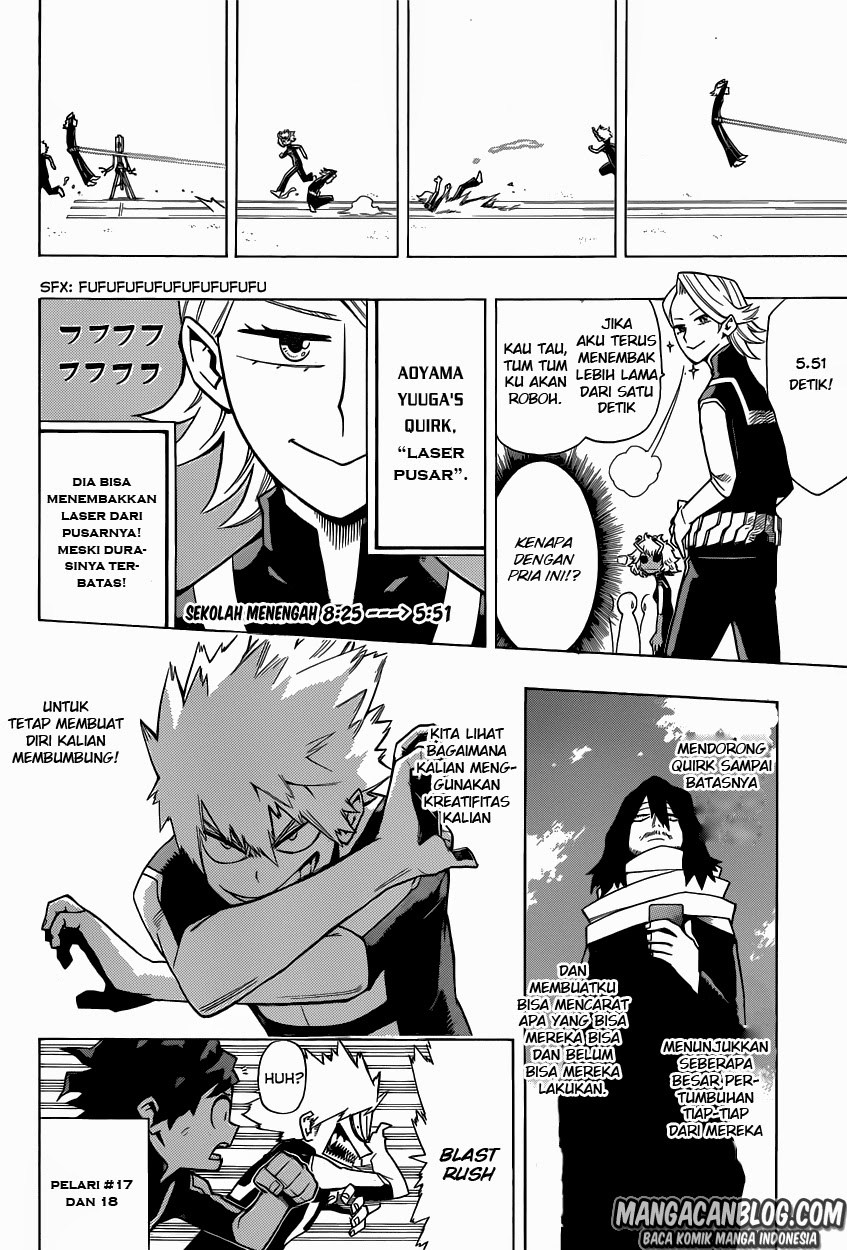 SFX: FUFUFUFUFUFUFUFUFUFU
5.51
DETIK!
JIKA
AKU TERUS
MENEMBAK
LEBIH LAMA
DARI SATU
DETIK
KAU TAU,
TUM TUM
KU AKAN
ROBOH.
KENAPA
DENGAN
PRIA INI!?
フフフフ
フフフフ
AOYAMA
YUUGA'S
QUIRK,
“LASER
PUSAR”.
DIA BISA
MENEMBAKKAN
LASER DARI
PUSARNYA!
MESKI DURA-
SINYA TER-
BATAS!
SEKOLAH MENENGAH 8:25 ---> 5:51
MENDORONG
QUIRK SAMPAI
BATASNYA
MENUNJUKKAN
SEBERAPA
BESAR PER-
TUMBUHAN
TIAP-TIAP
DARI MEREKA
DAN
MEMBUATKU
BISA MENCARAT
APA YANG BISA
MEREKA BISA
DAN BELUM
BISA MEREKA
LAKUKAN.
KITA LIHAT
BAGAIMANA
KALIAN MENG-
GUNAKAN
KREATIFITAS
KALIAN
UNTUK
TETAP MEMBUAT
DIRI KALIAN
MEMBUMBUNG!
BLAST
RUSH
HUH?
PELARI #17
DAN 18
MANGACANBLOG.COM
BACA KOMIK MANGA INDONESIA